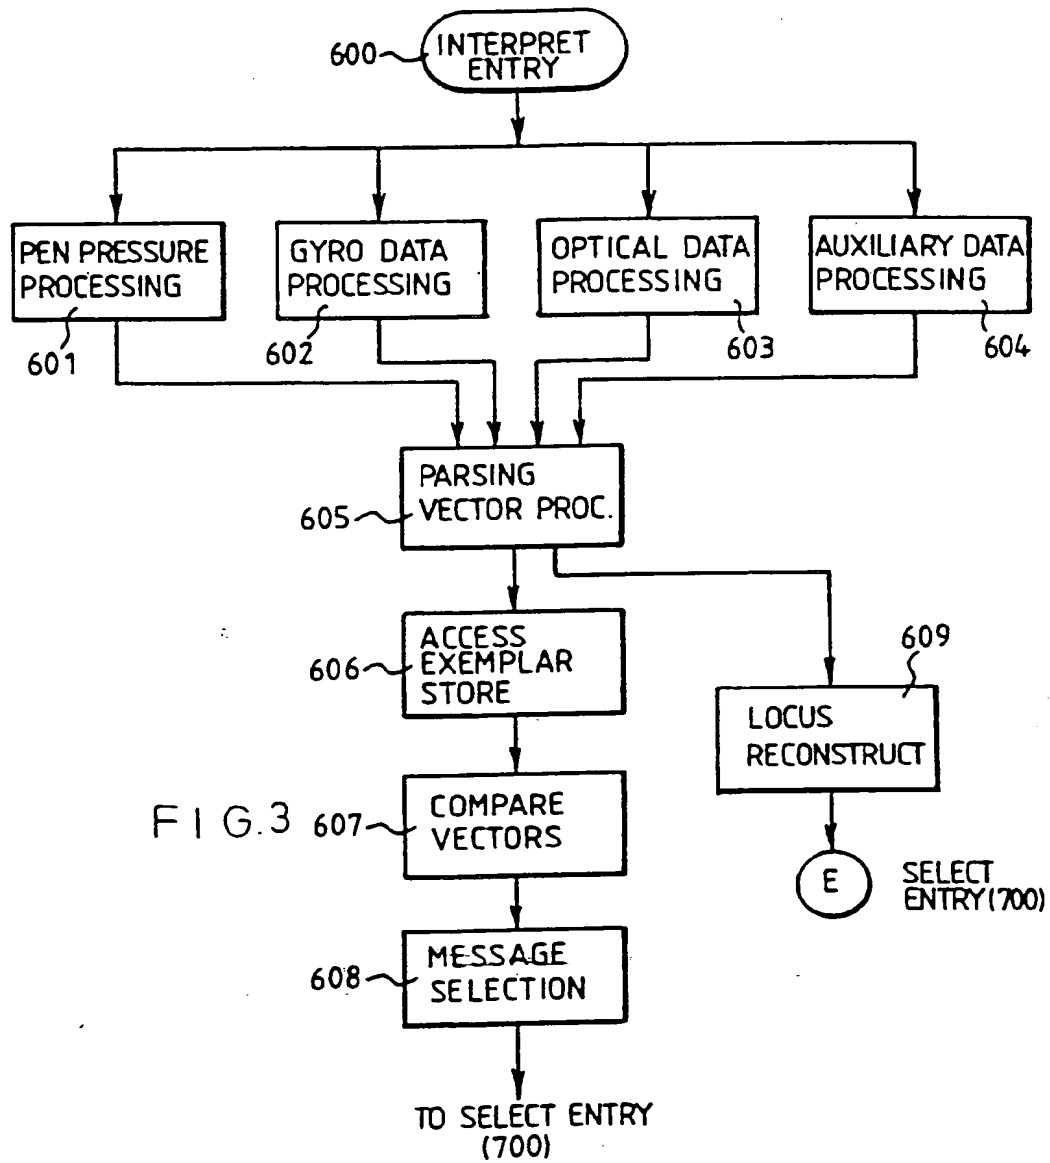 600
INTERPRET
ENTRY
PEN PRESSURE
PROCESSING
601
GYRO DATA
PROCESSING
602
OPTICAL DATA
PROCESSING
603
AUXILIARY DATA
PROCESSING
604
605
PARSING
VECTOR PROC.
606
ACCESS
EXEMPLAR
STORE
609
LOCUS
RECONSTRUCT
FIG.3
607
COMPARE
VECTORS
E
SELECT
ENTRY (700)
608
MESSAGE
SELECTION
TO SELECT ENTRY
(700)